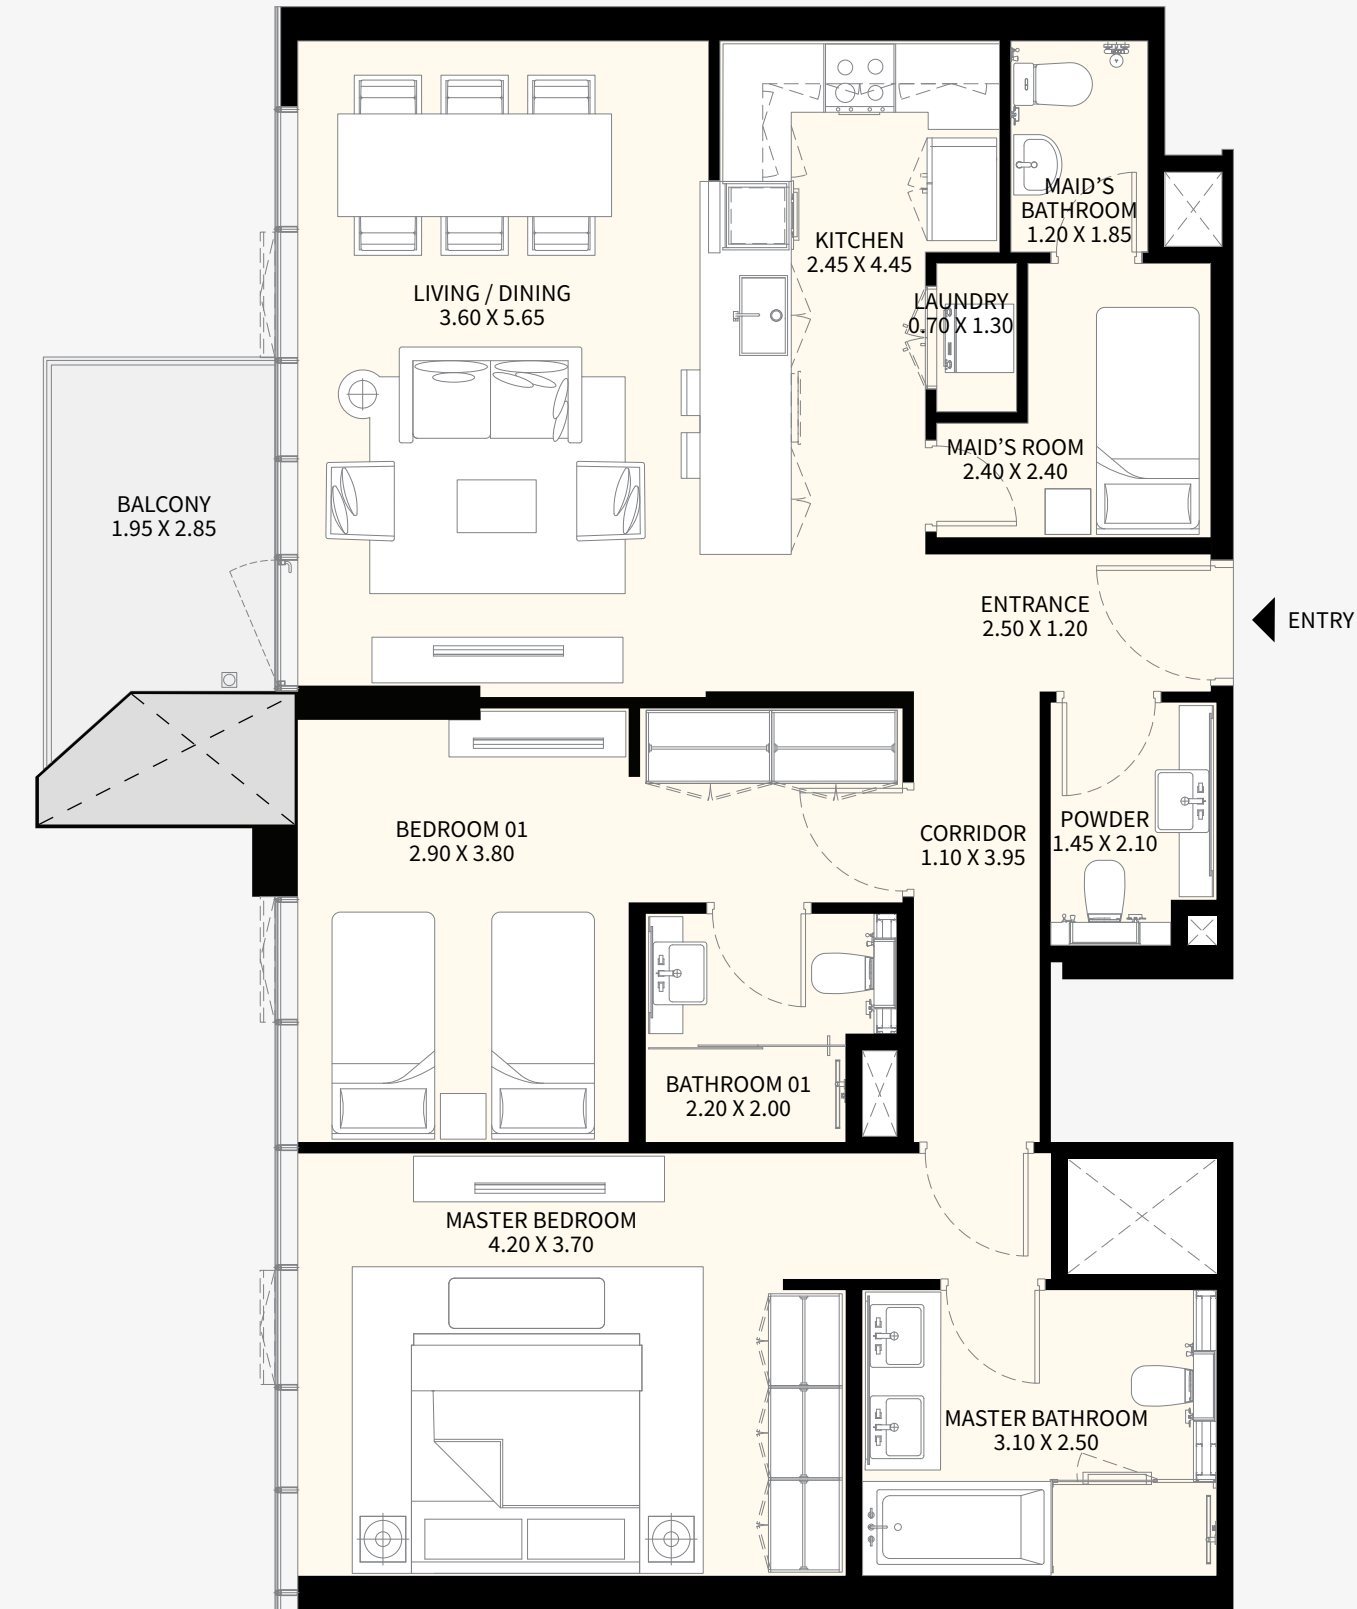 MAID'S
BATHROOM
1.20 X 1.85
KITCHEN
2.45 X 4.45
LIVING / DINING
3.60 X 5.65
LAUNDRY
0.70 X 1.30
MAID'S ROOM
2.40 X 2.40
BALCONY
1.95 X 2.85
ENTRANCE
2.50 X 1.20
ENTRY
BEDROOM 01
2.90 X 3.80
CORRIDOR
1.10 X 3.95
POWDER
1.45 X 2.10
BATHROOM 01
2.20 X 2.00
MASTER BEDROOM
4.20 X 3.70
MASTER BATHROOM
3.10 X 2.50